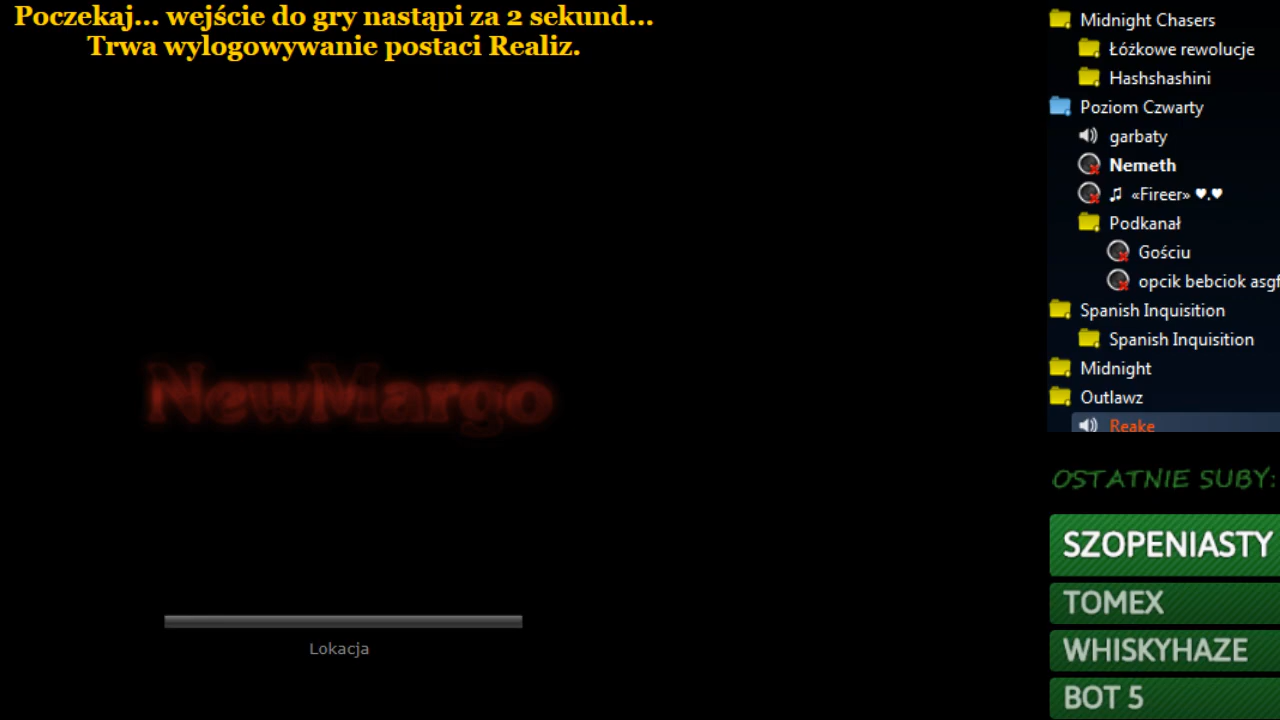 Poczekaj... wejście do gry nastąpi za 2 sekund...
Trwa wylogowywanie postaci Realiz.
NewMargo
Lokacja
Midnight Chasers
Łóżkowe rewolucje
Hashshashini
Poziom Czwarty
garbaty
Nemeth
♫ «Fireer» ♥.♥
Podkanał
Gościu
opcik bebciok asgf
Spanish Inquisition
Spanish Inquisition
Midnight
Outlawz
Reake
OSTATNIE SUBY:
SZOPENIASTY
TOMEX
WHISKYHAZE
BOT 5